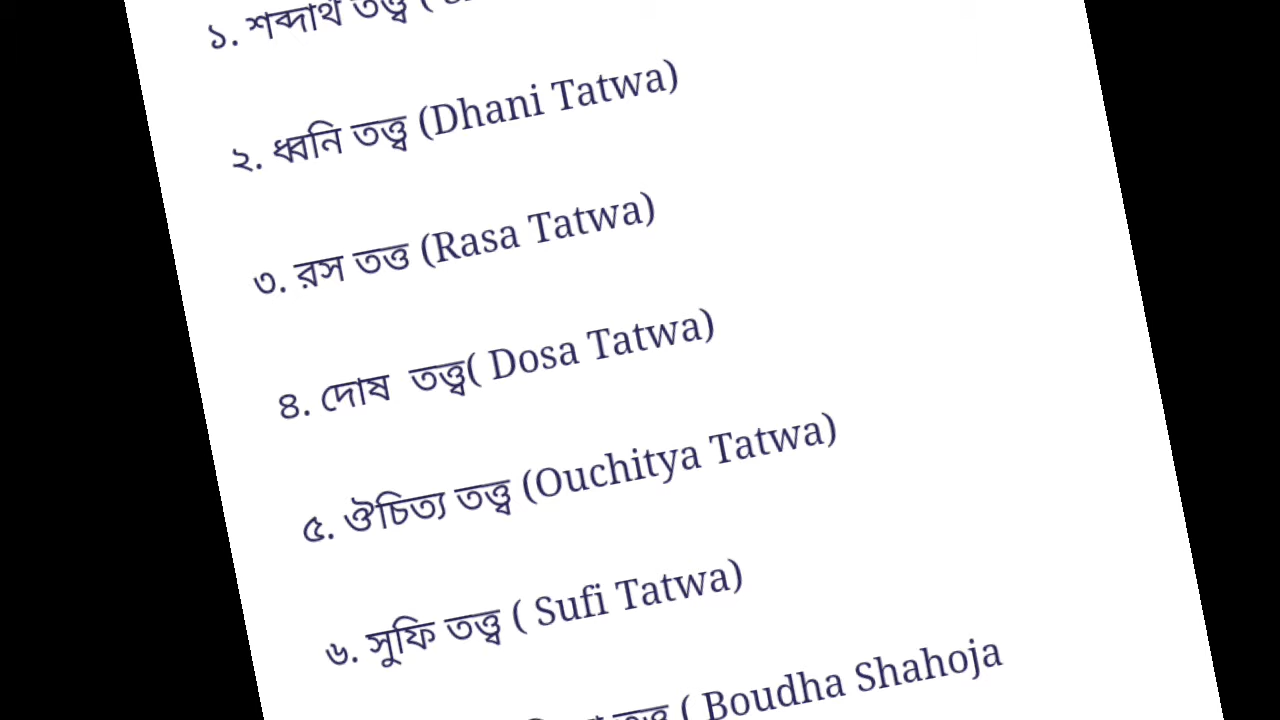 ১. শব্দার্থ তত্ত্ব (
২. ধ্বনি তত্ত্ব (Dhani Tatwa)
৩. রস তত্ত (Rasa Tatwa)
৪. দোষ তত্ত্ব( Dosa Tatwa)
৫. ঔচিত্য তত্ত্ব (Ouchitya Tatwa)
৬. সুফি তত্ত্ব ( Sufi Tatwa)
( Boudha Shahoja